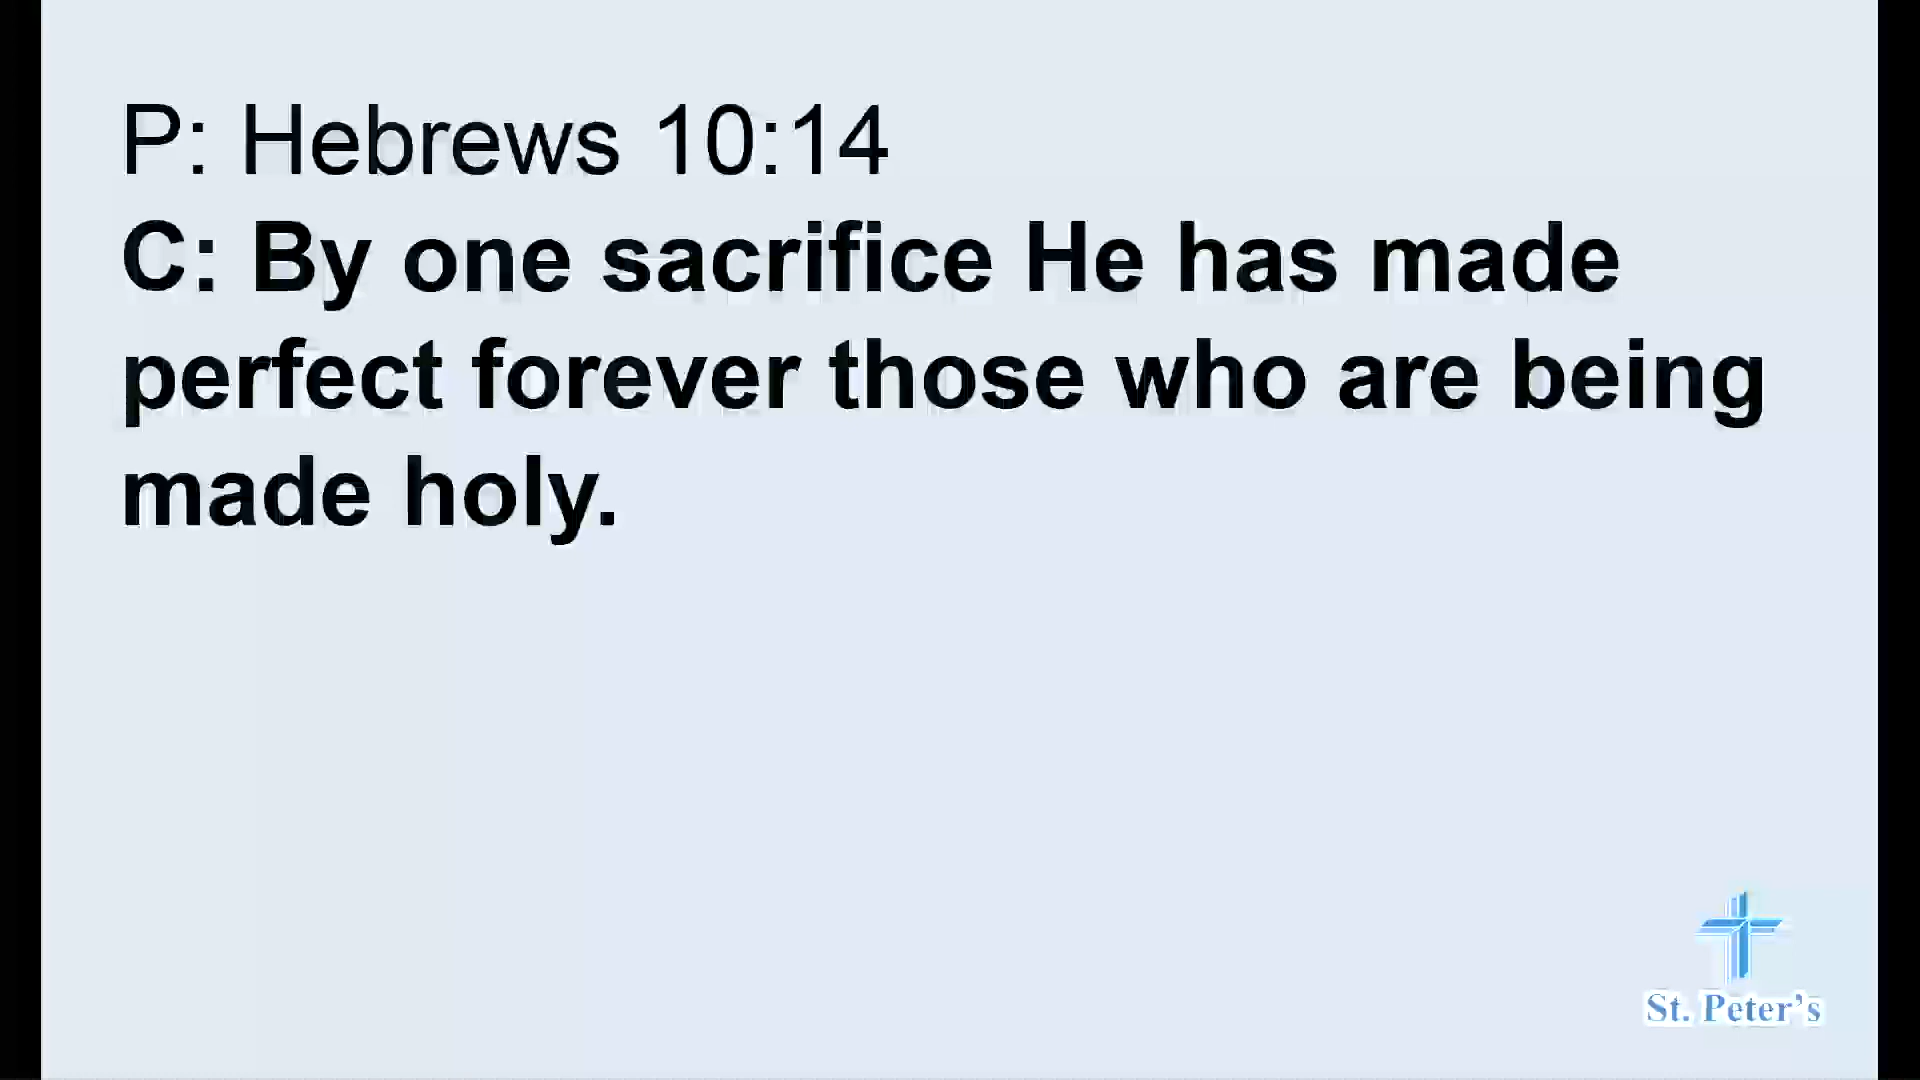 P: Hebrews 10:14
C: By one sacrifice He has made
perfect forever those who are being
made holy.
St. Peter’s